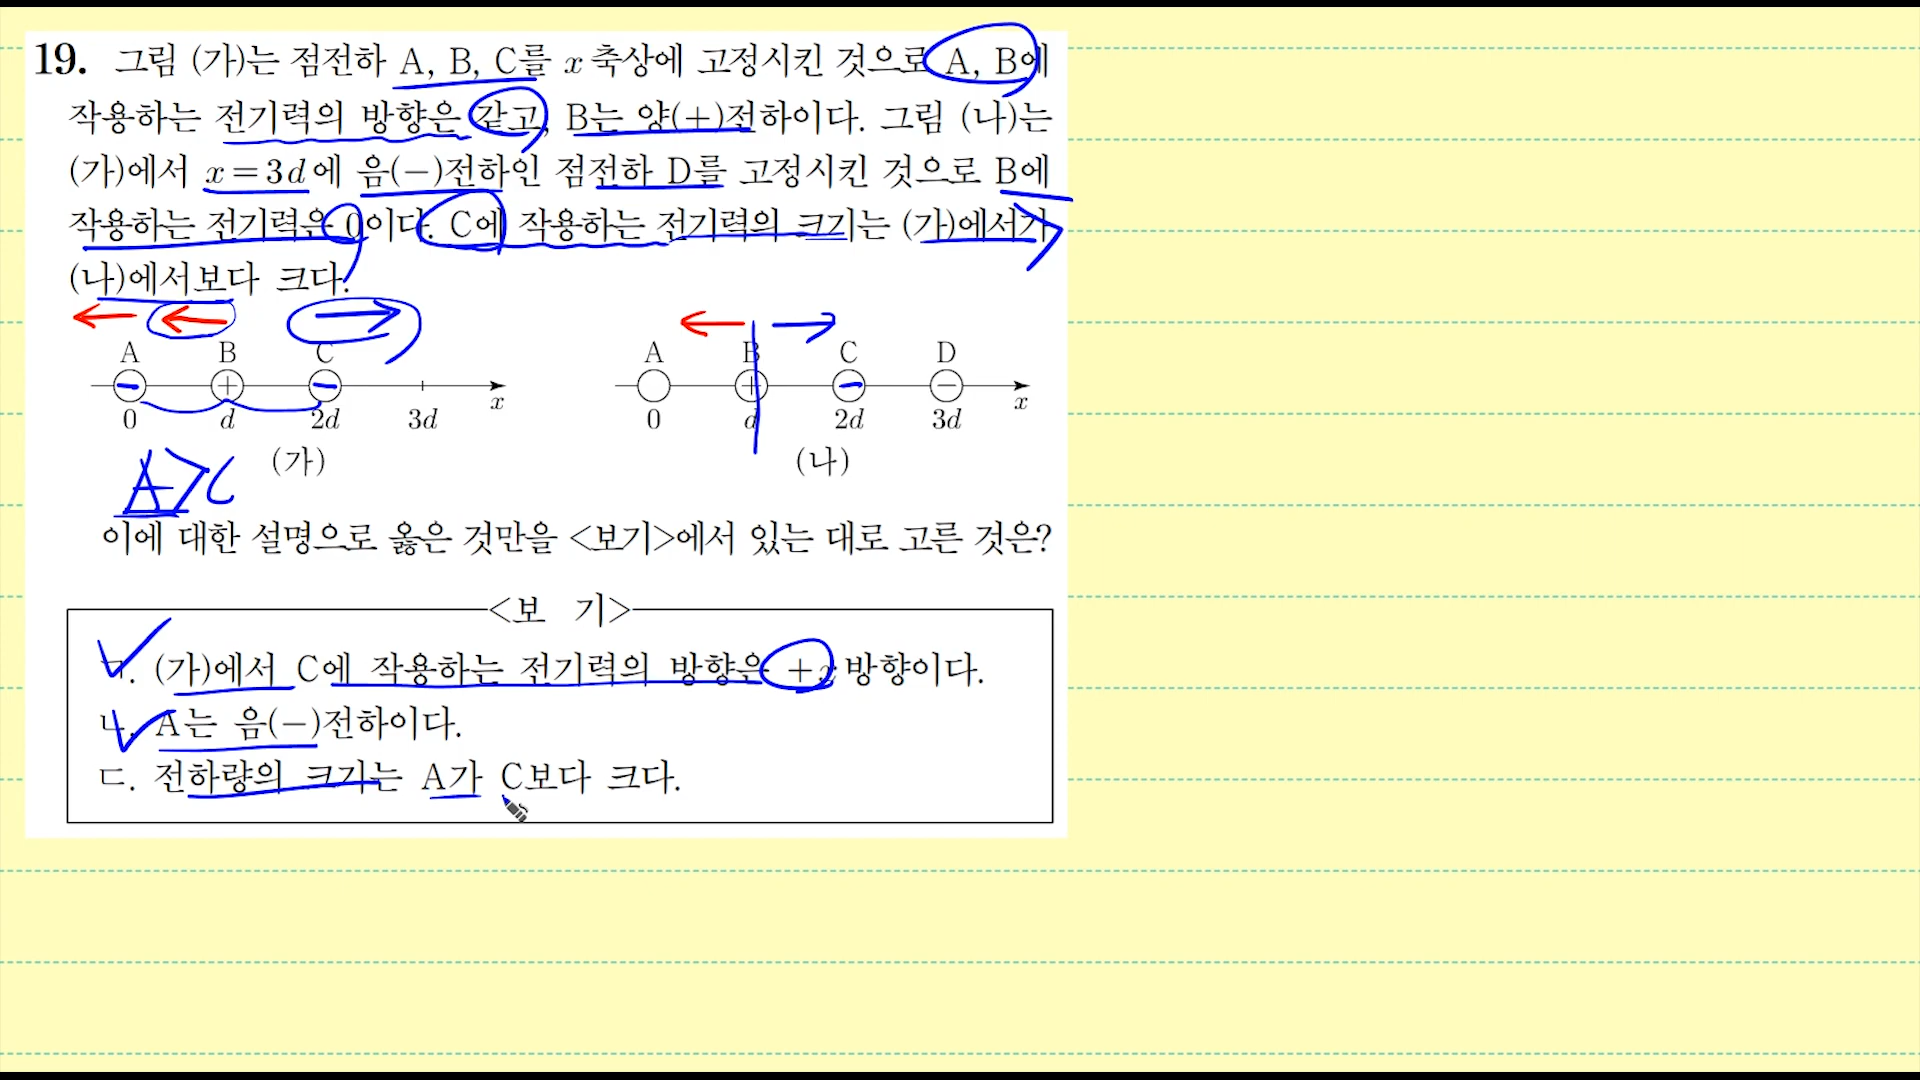 19. 그림 (가)는 점전하 A, B, C를 x축상에 고정시킨 것으로 A, B에
작용하는 전기력의 방향은 같고, B는 양(+)전하이다. 그림 (나)는
(가)에서 x=3d에 음(-)전하인 점전하 D를 고정시킨 것으로 B에
작용하는 전기력은 0이다. C에 작용하는 전기력의 크기는 (가)에서가
(나)에서보다 크다.
A B C
0 d 2d 3d x
(가)
A B C D
0 d 2d 3d x
(나)
A>C
이에 대한 설명으로 옳은 것만을 <보기>에서 있는 대로 고른 것은?
<보 기>
ㄱ. (가)에서 C에 작용하는 전기력의 방향은 +x방향이다.
ㄴ. A는 음(-)전하이다.
ㄷ. 전하량의 크기는 A가 C보다 크다.